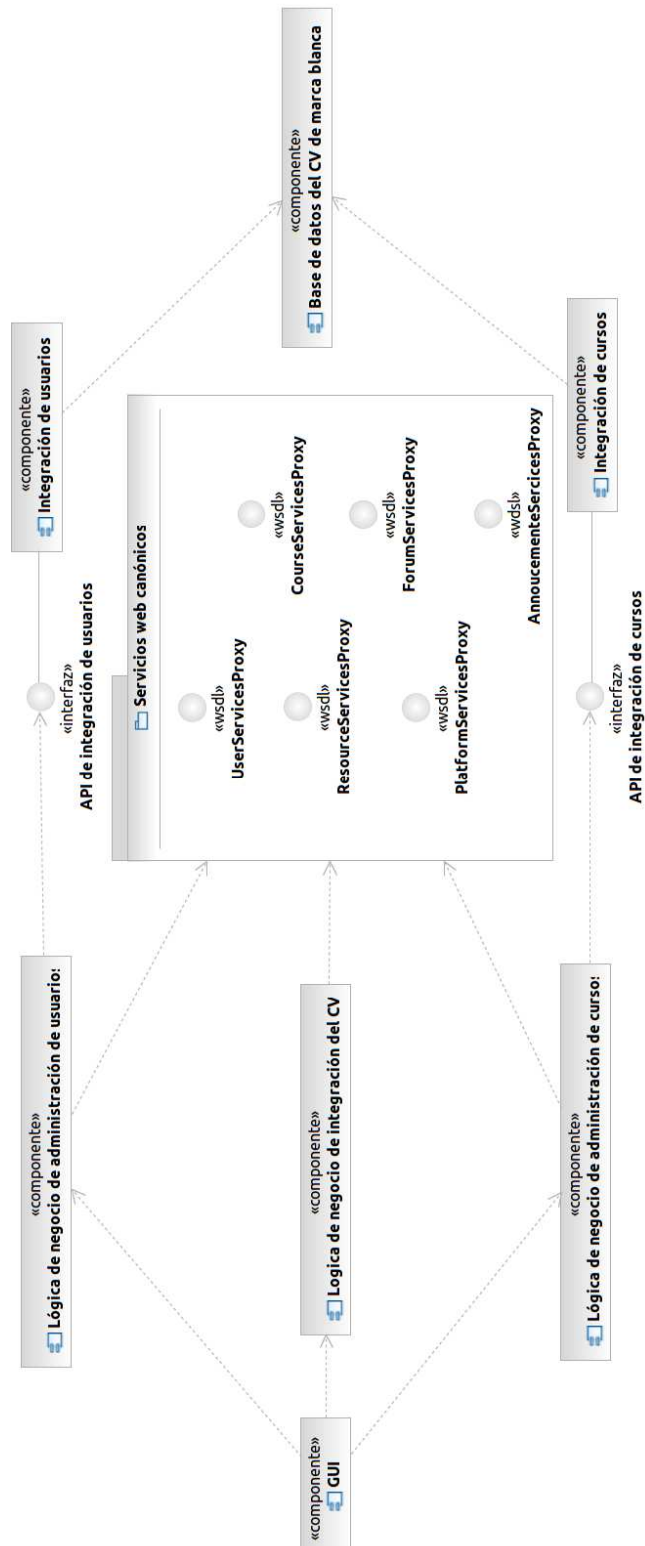 «componente»
GUI
«componente»
Lógica de negocio de administración de usuario:
«componente»
Logica de negocio de integración del CV
«componente»
Lógica de negocio de administración de curso:
«interfaz»
API de integración de usuarios
Servicios web canónicos
«wsdl»
UserServicesProxy
«wsdl»
ResourceServicesProxy
«wsdl»
PlatformServicesProxy
«wsdl»
CourseServicesProxy
«wsdl»
ForumServicesProxy
«wdsl»
AnnoucementeSercicesProxy
«interfaz»
API de integración de cursos
«componente»
Integración de usuarios
«componente»
Integración de cursos
«componente»
Base de datos del CV de marca blanca